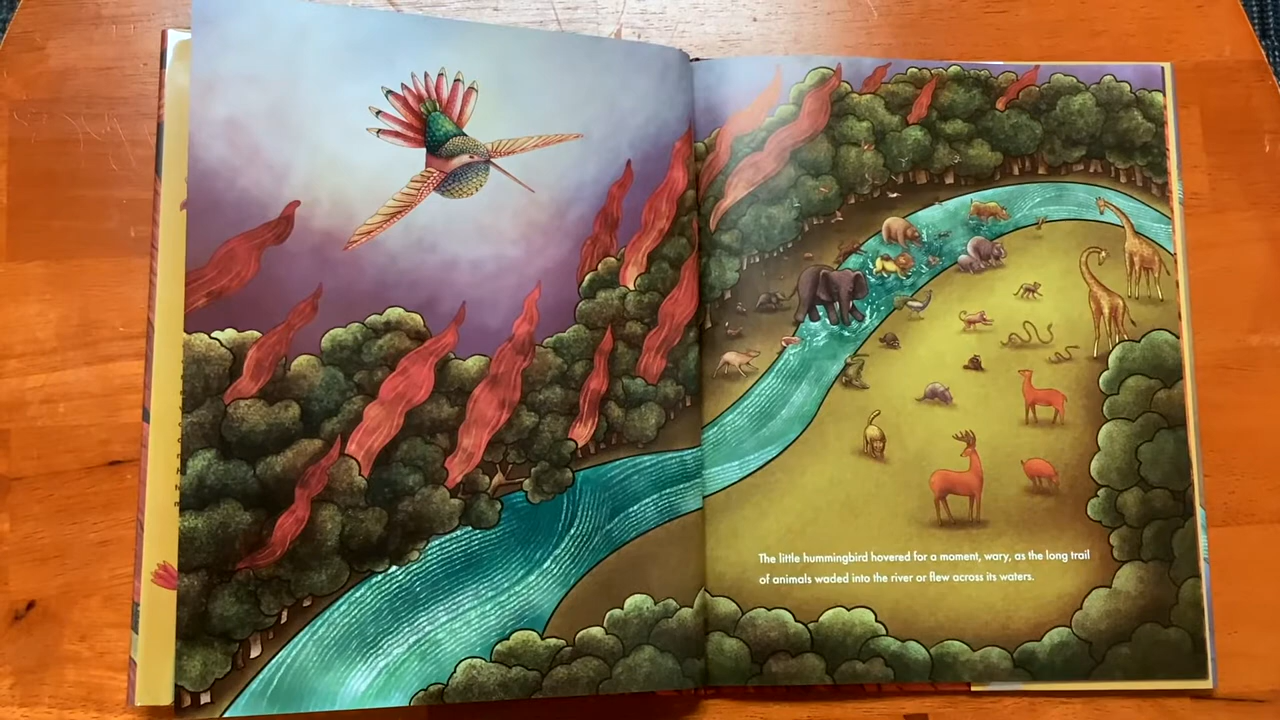 The little hummingbird hovered for a moment, wary, as the long trail
of animals waded into the river or flew across its waters.